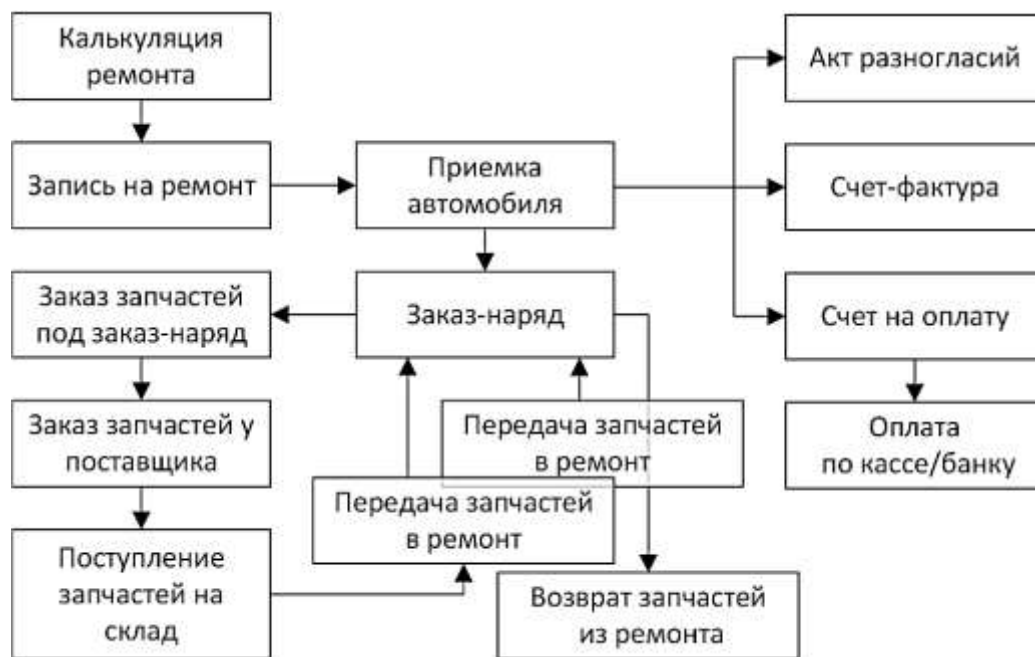 Калькуляция
ремонта
Акт разногласий
Запись на ремонт
Приемка
автомобиля
Счет-фактура
Заказ запчастей
под заказ-наряд
Заказ-наряд
Счет на оплату
Заказ запчастей у
поставщика
Передача запчастей
в ремонт
Оплата
по кассе/банку
Передача запчастей
в ремонт
Поступление
запчастей на
склад
Возврат запчастей
из ремонта